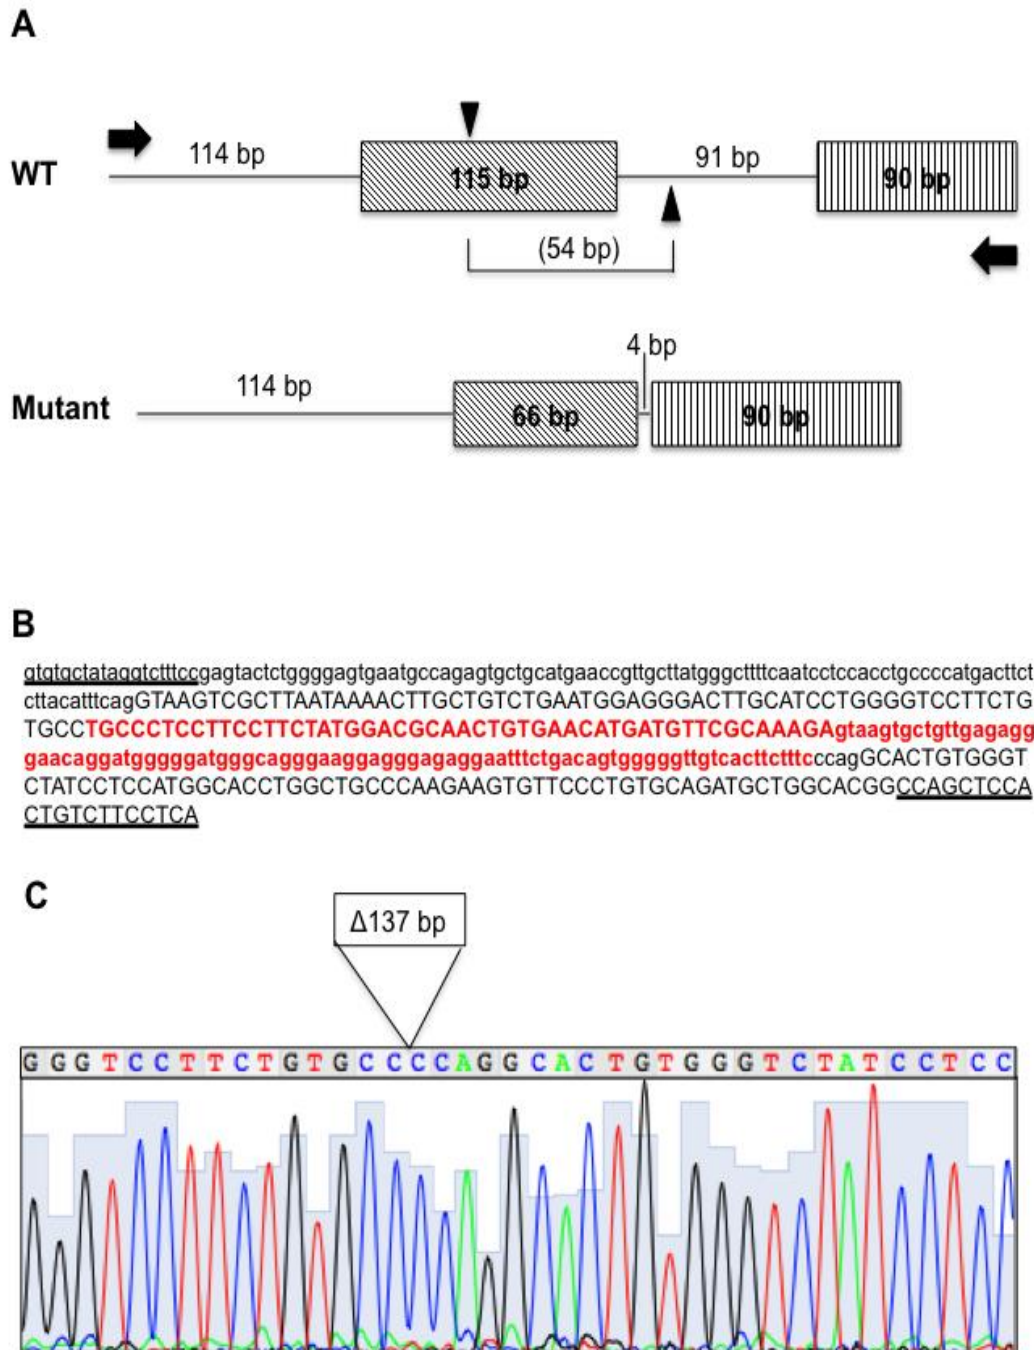 A
114 bp
WT
115 bp
91 bp
90 bp
(54 bp)
4 bp
114 bp
Mutant
66 bp
90 bp
B
gtgtgctataggtctttccgagtactctggggagtgaatgccagagtgctgcatgaaccgttgcttatgggctttttcaatcctccacctgccccatgacttct
cttacatttcagGTAAGTCGCTTAATAAAACTTGCTGTCTGAATGGAGGGACTTGCATCCTGGGGTCCTTCTG
TGCCTGCCCTCCTTCCTTCTATGGACGCAACTGTGAACATGATGTTCGCAAAGAgtaagtgctgttgagagg
gaacaggatgggggatgggcagggaaggagggagaggaatttctgacagtgggggttgtcacttctttcccagGCACTGTGGGT
CTATCCTCCATGGCACCTGGCTGCCCAAGAAGTGTTCCCTGTGCAGATGCTGGCACGGCCAGCTCCA
CTGTCTTCCTCA
C
Δ137 bp
GGGTCCTTCTGTGCCCCAGGCACTGTGGGTCTATCCTCC